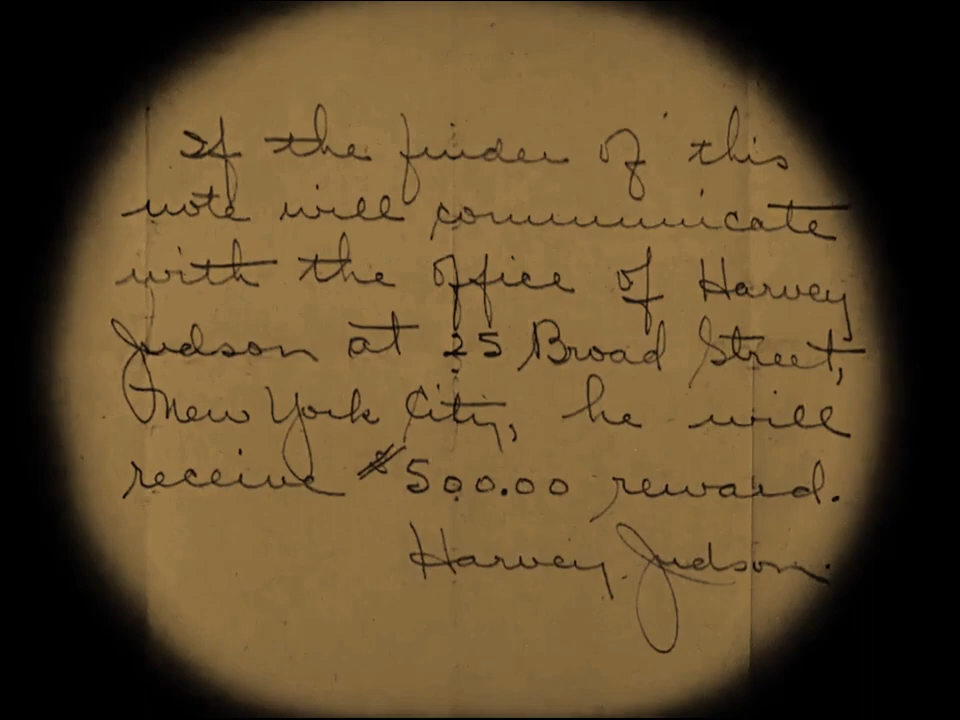 If the finder of this
note will communicate
with the office of Harvey
Judson at 25 Broad Street,
New York City, he will
receive $500.00 reward.
Harvey Judson.